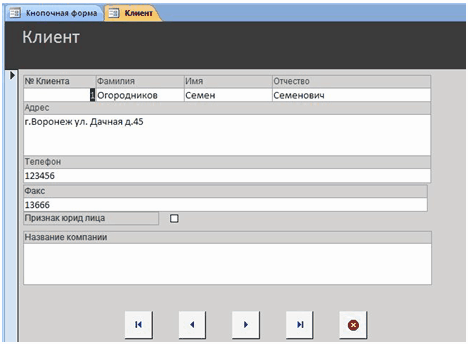 Кнопочная форма Клиент
Клиент
№ Клиента Фамилия Имя Отчество
1 Огородников Семен Семенович
Адрес
г.Воронеж ул. Дачная д.45
Телефон
123456
Факс
13666
Признак юрид лица
Название компании